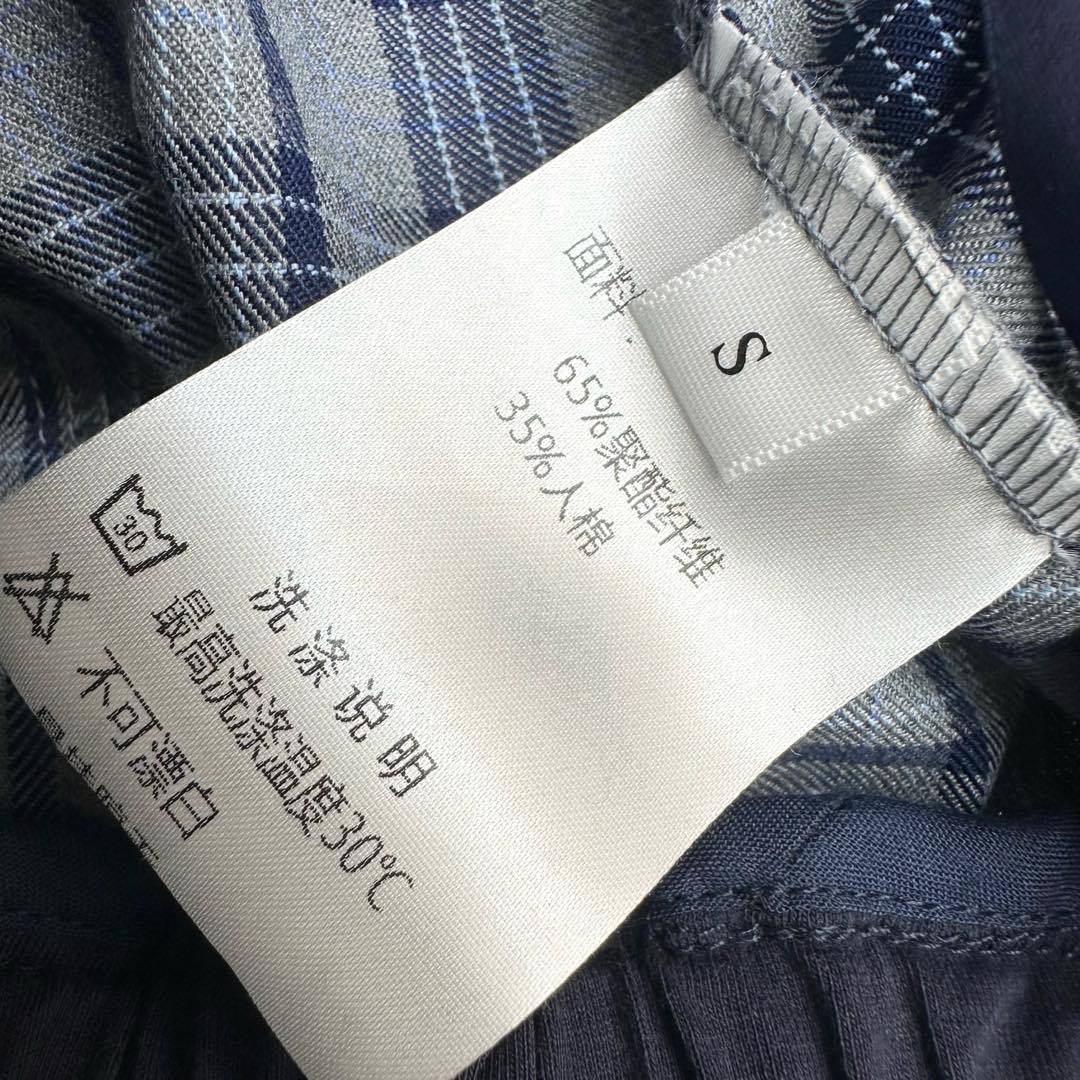 S
面料:
65%聚酯纤维
35%人棉
洗涤说明
30
最高洗涤温度30℃
不可漂白